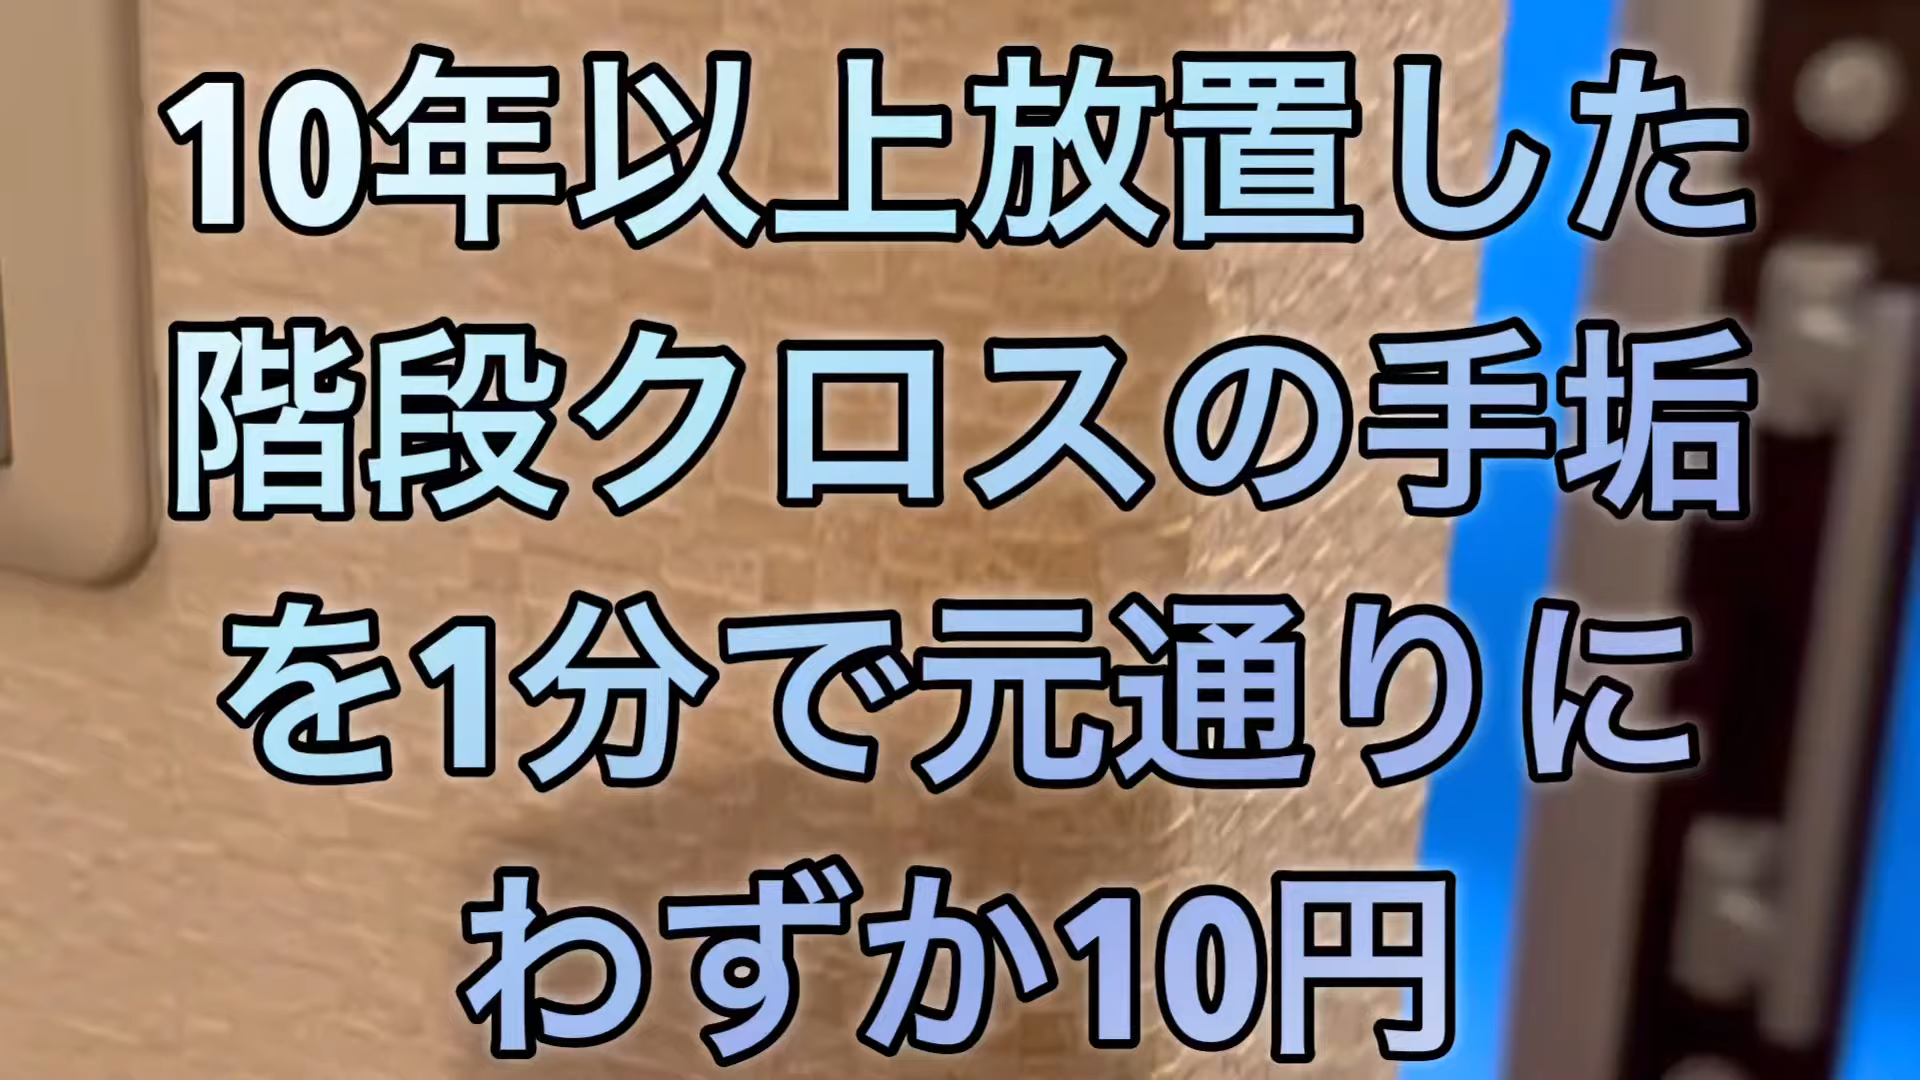 10年以上放置した
階段クロスの手垢
を1分で元通りに
わずか10円